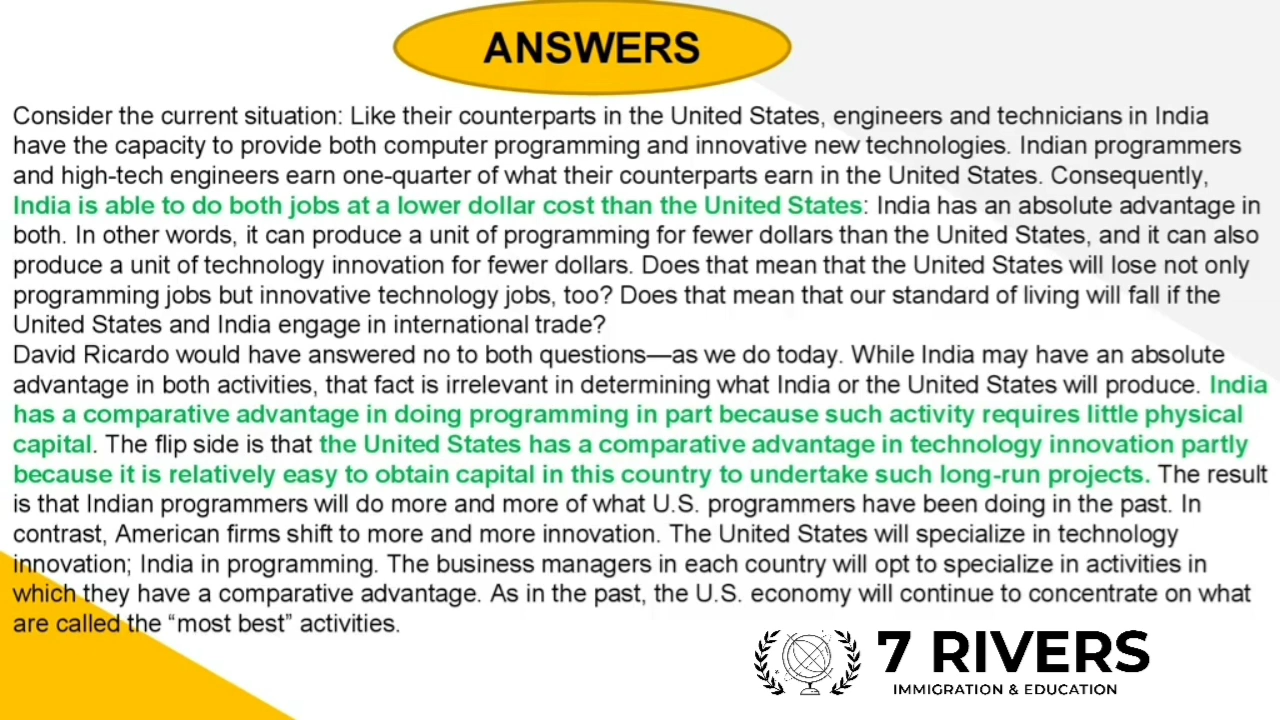 ANSWERS
Consider the current situation: Like their counterparts in the United States, engineers and technicians in India
have the capacity to provide both computer programming and innovative new technologies. Indian programmers
and high-tech engineers earn one-quarter of what their counterparts earn in the United States. Consequently,
India is able to do both jobs at a lower dollar cost than the United States: India has an absolute advantage in
both. In other words, it can produce a unit of programming for fewer dollars than the United States, and it can also
produce a unit of technology innovation for fewer dollars. Does that mean that the United States will lose not only
programming jobs but innovative technology jobs, too? Does that mean that our standard of living will fall if the
United States and India engage in international trade?
David Ricardo would have answered no to both questions—as we do today. While India may have an absolute
advantage in both activities, that fact is irrelevant in determining what India or the United States will produce. India
has a comparative advantage in doing programming in part because such activity requires little physical
capital. The flip side is that the United States has a comparative advantage in technology innovation partly
because it is relatively easy to obtain capital in this country to undertake such long-run projects. The result
is that Indian programmers will do more and more of what U.S. programmers have been doing in the past. In
contrast, American firms shift to more and more innovation. The United States will specialize in technology
innovation; India in programming. The business managers in each country will opt to specialize in activities in
which they have a comparative advantage. As in the past, the U.S. economy will continue to concentrate on what
are called the “most best” activities.
7 RIVERS
IMMIGRATION & EDUCATION